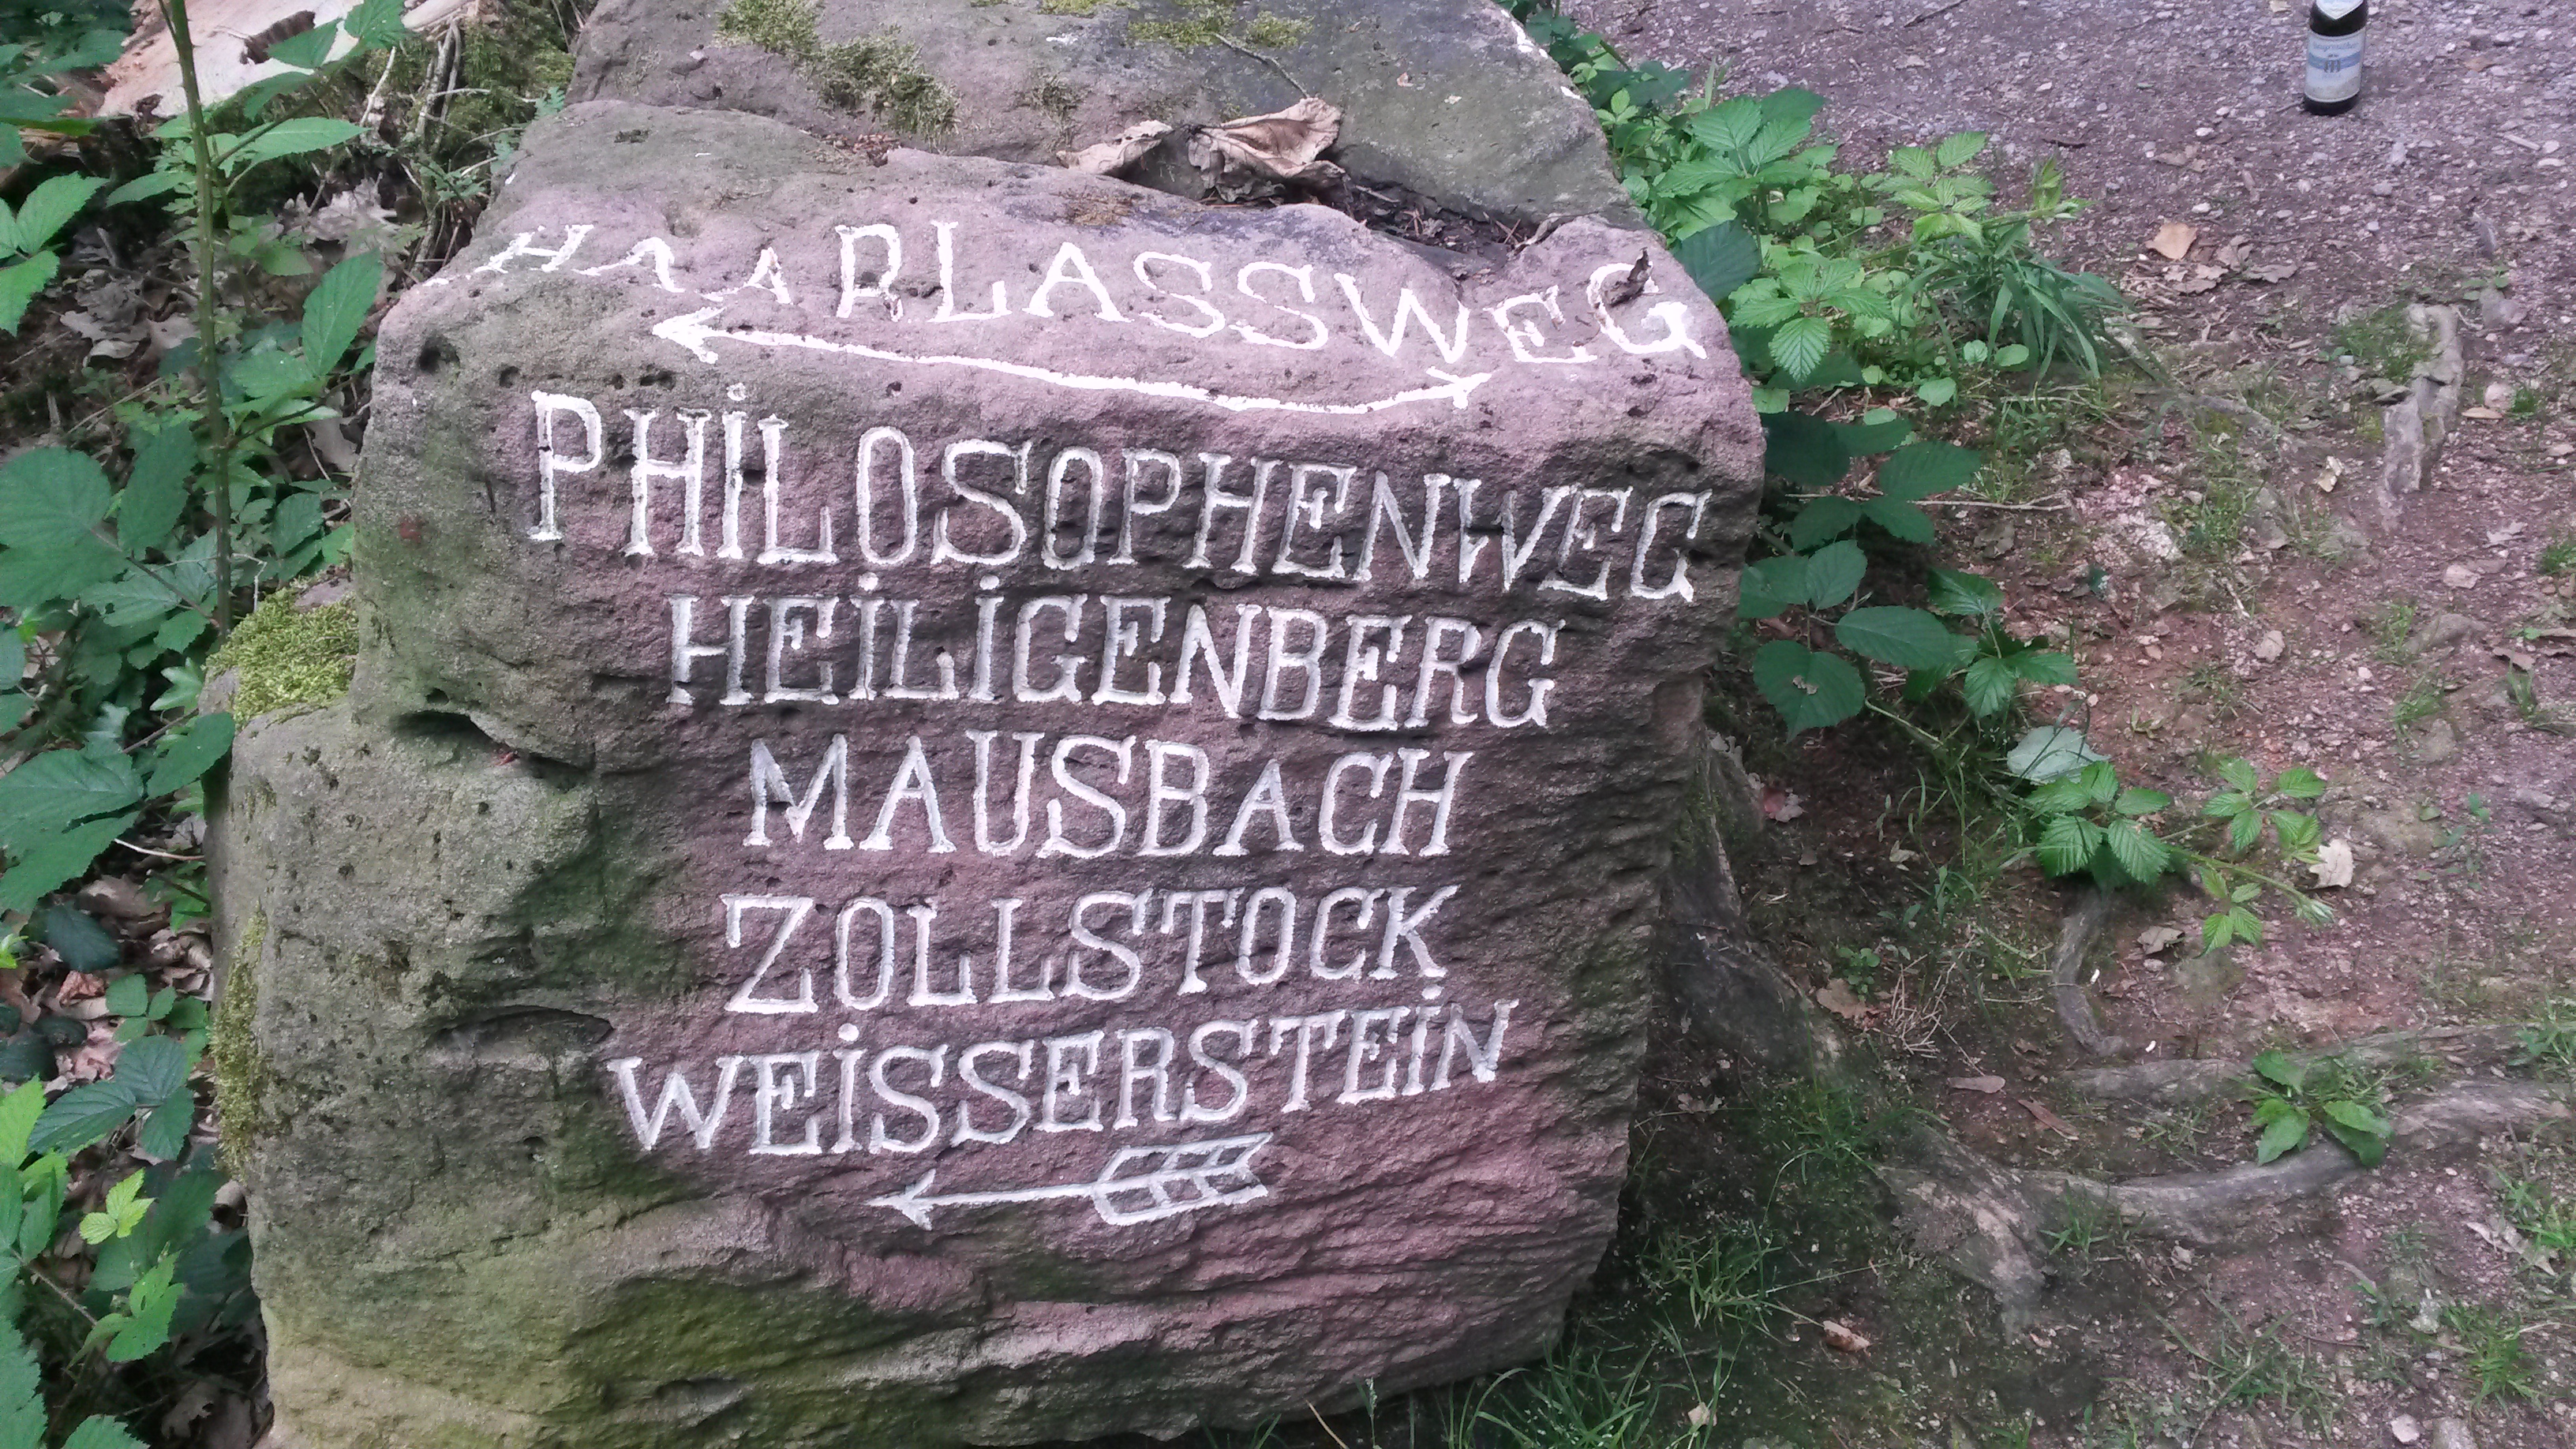 HAARLASSWEG
PHILOSOPHENWEG
HEILIGENBERG
MAUSBACH
ZOLLSTOCK
WEISSERSTEIN